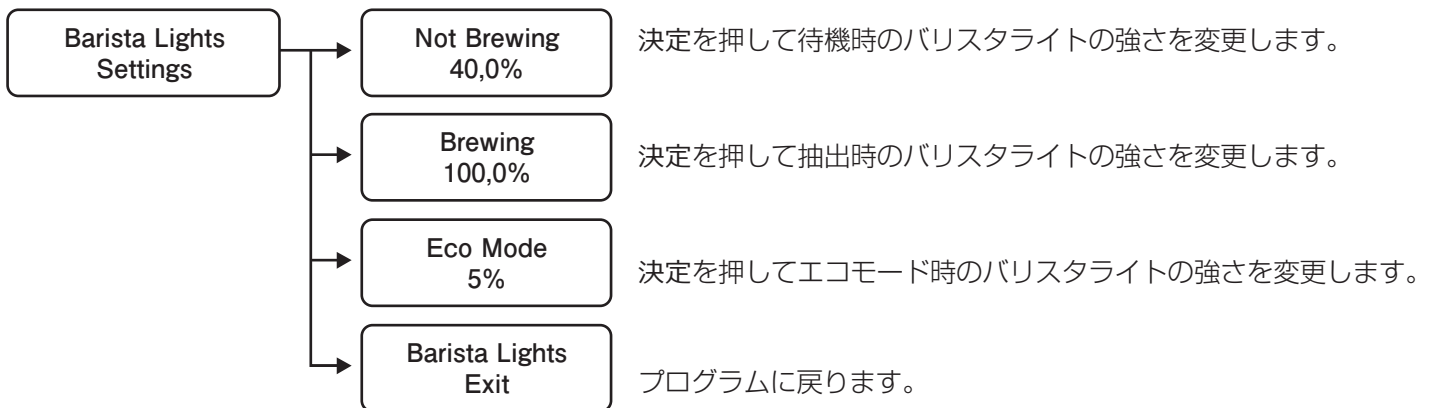 Barista Lights
Settings
Not Brewing
40,0%
決定を押して待機時のバリスタライトの強さを変更します。
Brewing
100,0%
決定を押して抽出時のバリスタライトの強さを変更します。
Eco Mode
5%
決定を押してエコモード時のバリスタライトの強さを変更します。
Barista Lights
Exit
プログラムに戻ります。